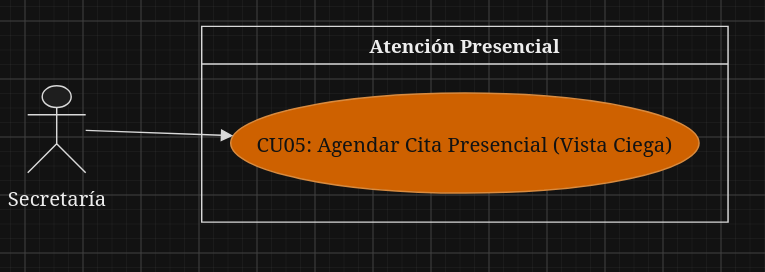 Atención Presencial
CU05: Agendar Cita Presencial (Vista Ciega)
Secretaría